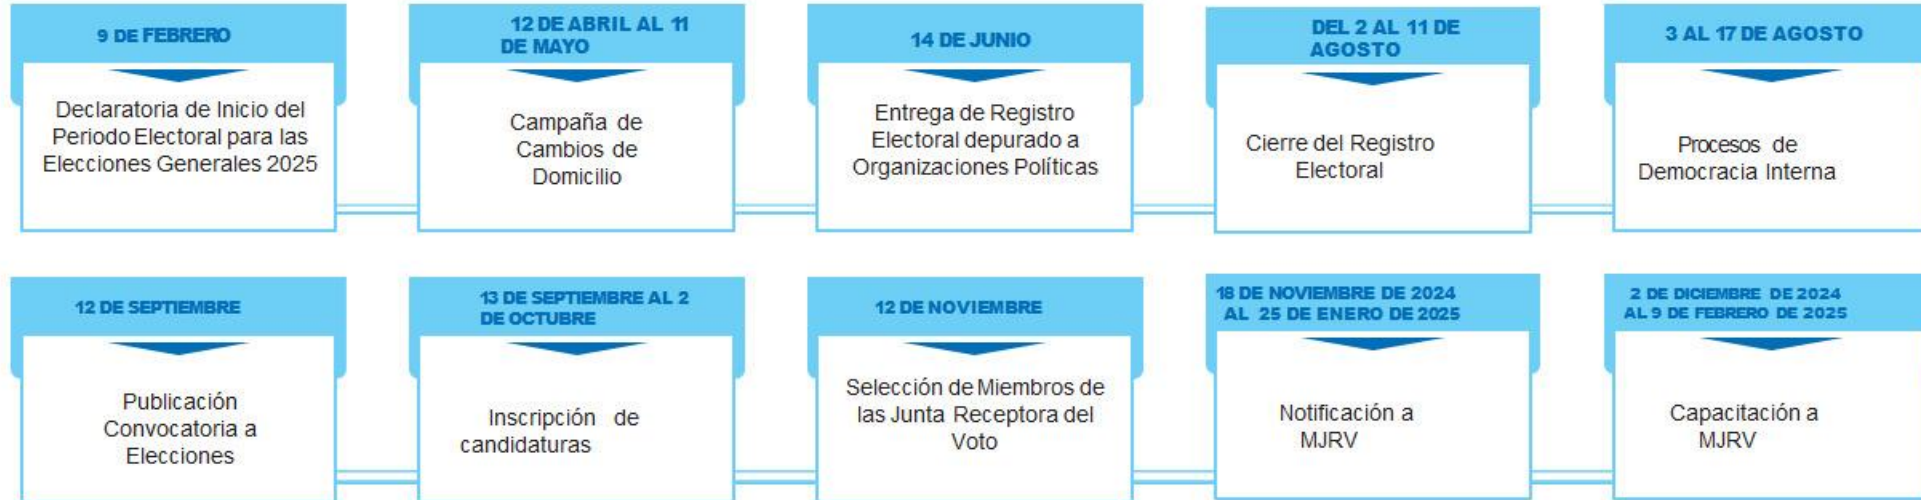 9 DE FEBRERO
Declaratoria de Inicio del
Periodo Electoral para las
Elecciones Generales 2025
12 DE ABRIL AL 11
DE MAYO
Campaña de
Cambios de
Domicilio
14 DE JUNIO
Entrega de Registro
Electoral depurado a
Organizaciones Políticas
DEL 2 AL 11 DE
AGOSTO
Cierre del Registro
Electoral
3 AL 17 DE AGOSTO
Procesos de
Democracia Interna
12 DE SEPTIEMBRE
Publicación
Convocatoria a
Elecciones
13 DE SEPTIEMBRE AL 2
DE OCTUBRE
Inscripción de
candidaturas
12 DE NOVIEMBRE
Selección de Miembros de
las Junta Receptora del
Voto
18 DE NOVIEMBRE DE 2024
AL 25 DE ENERO DE 2025
Notificación a
MJRV
2 DE DICIEMBRE DE 2024
AL 9 DE FEBRERO DE 2025
Capacitación a
MJRV